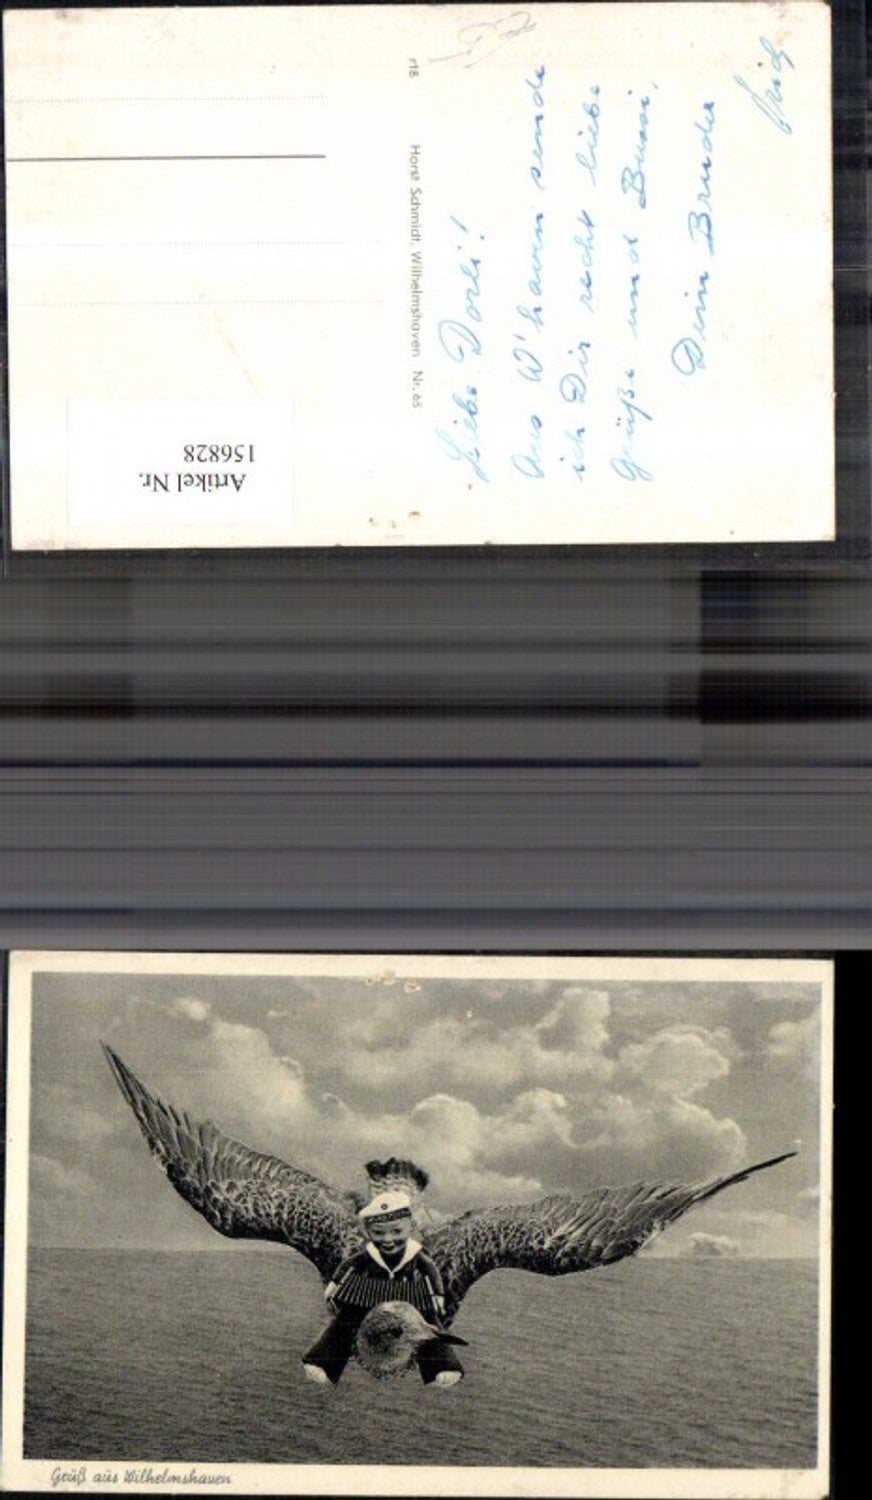 Liebe Dorli!
Aus W'haven sende
ich Dir recht liebe
Grüße und Bussi,
Dein Bruder
r18 Horst Schmidt, Wilhelmshaven Nr. 65
Artikel Nr.
156828
Gruß aus Wilhelmshaven